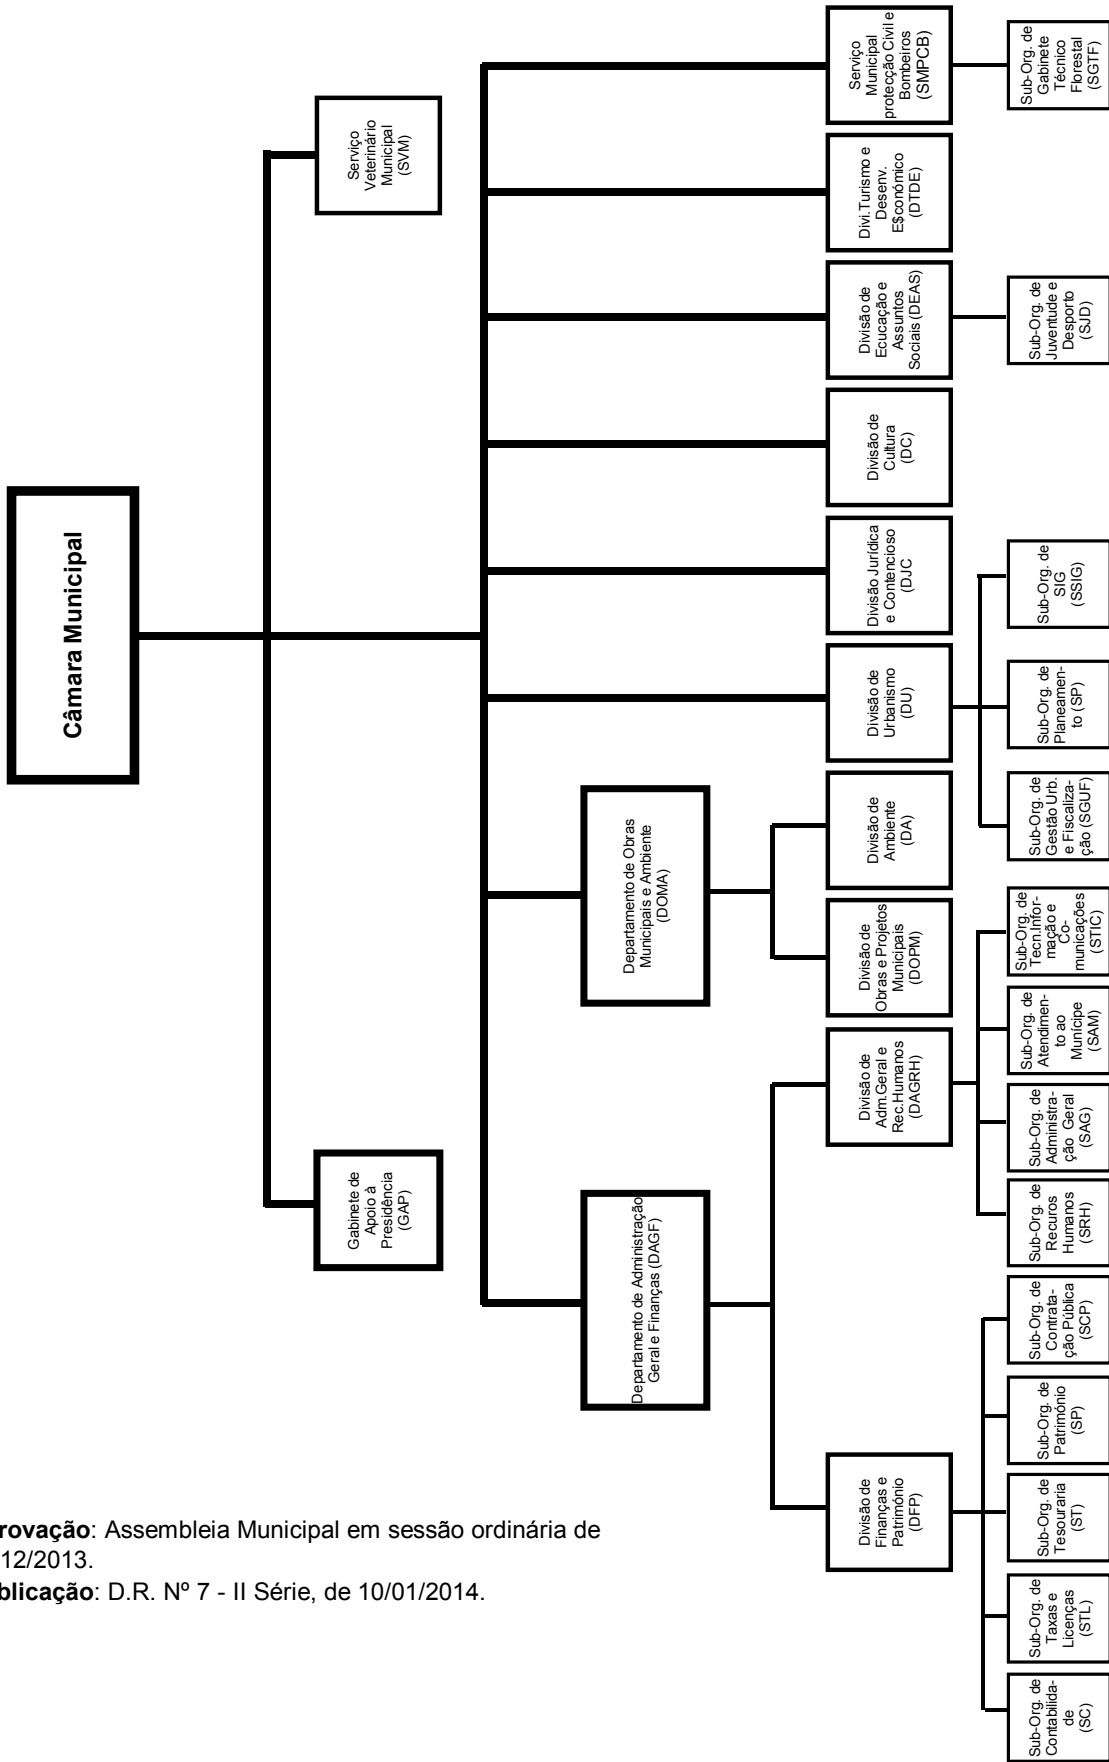 Câmara Municipal
Gabinete de
Apoio à
Presidência
(GAP)
Serviço
Veterinário
Municipal
(SVM)
Departamento de Administração
Geral e Finanças (DAGF)
Departamento de Obras
Municipais e Ambiente
(DOMA)
Divisão de
Finanças e
Património
(DFP)
Divisão de
Adm.Geral e
Rec.Humanos
(DAGRH)
Divisão de
Obras e Projetos
Municipais
(DOPM)
Divisão de
Ambiente
(DA)
Divisão de
Urbanismo
(DU)
Divisão Jurídica
e Contencioso
(DJC
Divisão de
Cultura
(DC)
Divisão de
Ecucação e
Assuntos
Sociais (DEAS)
Divi.Turismo e
Desenv.
E$conómico
(DTDE)
Serviço
Municipal
protecção Civil e
Bombeiros
(SMPCB)
Sub-Org. de
Contabilida-
de
(SC)
Sub-Org. de
Taxas e
Licenças
(STL)
Sub-Org. de
Tesouraria
(ST)
Sub-Org. de
Património
(SP)
Sub-Org. de
Contrata-
ção Pública
(SCP)
Sub-Org. de
Recuros
Humanos
(SRH)
Sub-Org. de
Administra-
ção Geral
(SAG)
Sub-Org. de
Atendimen-
to ao
Munícipe
(SAM)
Sub-Org. de
Tecn.Infor-
mação e
Co-
municações
(STIC)
Sub-Org. de
Gestão Urb.
e Fiscaliza-
ção (SGUF)
Sub-Org. de
Planeamen-
to (SP)
Sub-Org. de
SIG
(SSIG)
Sub-Org. de
Juventude e
Desporto
(SJD)
Sub-Org. de
Gabinete
Técnico
Florestal
(SGTF)
rovação: Assembleia Municipal em sessão ordinária de
12/2013.
blicação: D.R. Nº 7 - II Série, de 10/01/2014.